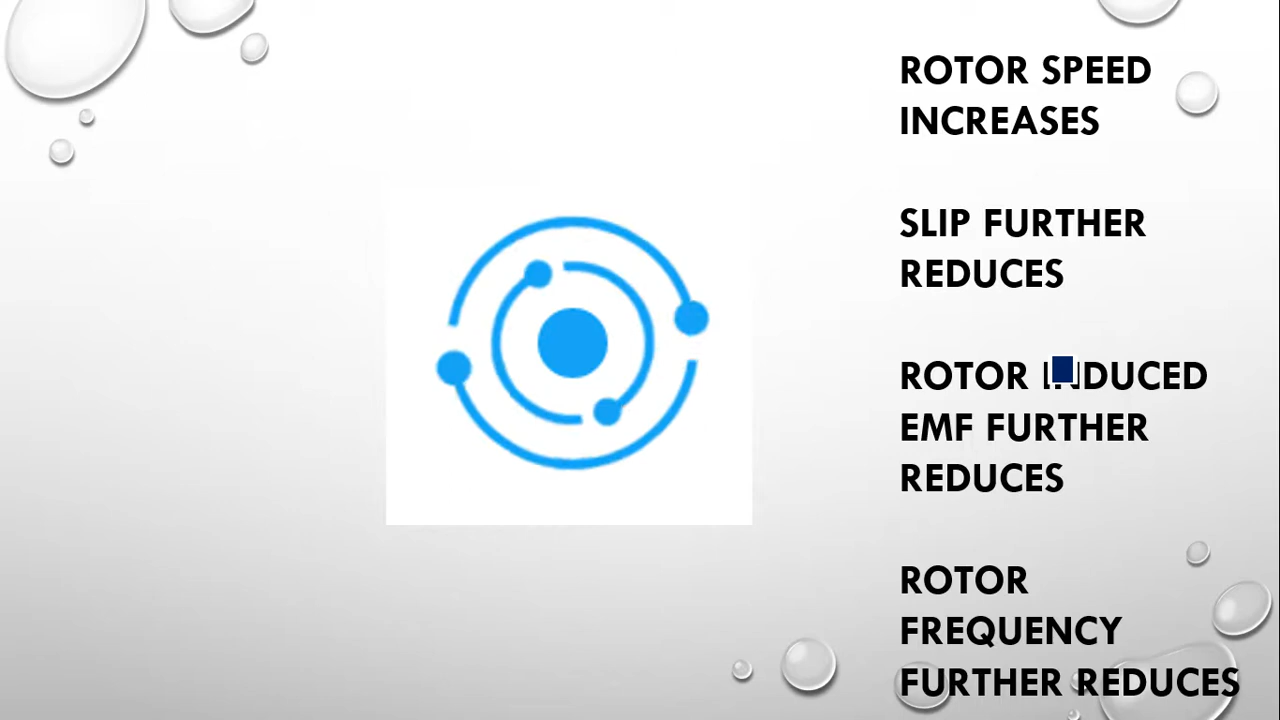 ROTOR SPEED
INCREASES
SLIP FURTHER
REDUCES
ROTOR INDUCED
EMF FURTHER
REDUCES
ROTOR
FREQUENCY
FURTHER REDUCES